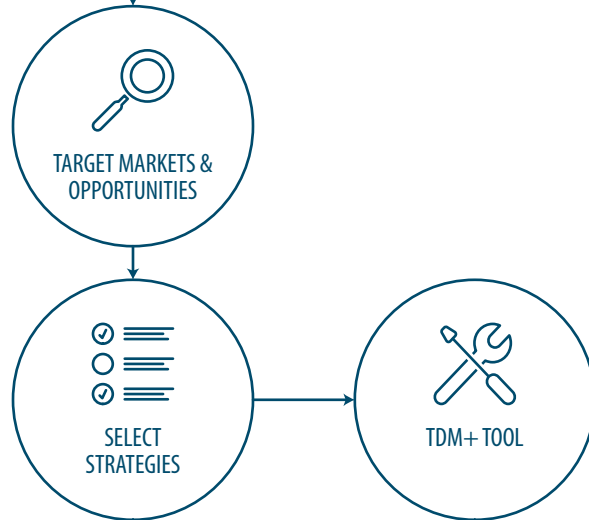 TARGET MARKETS &
OPPORTUNITIES
SELECT
STRATEGIES
TDM+ TOOL